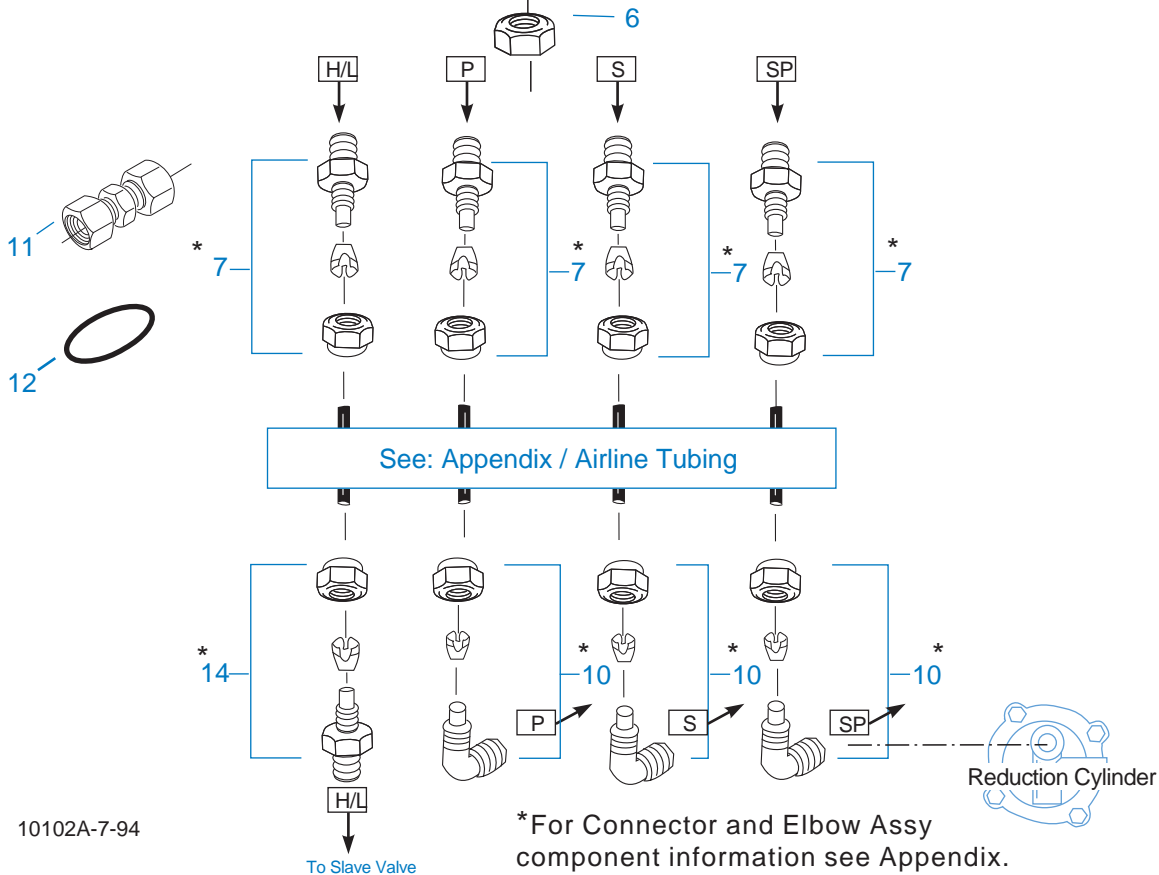 6
H/L P S SP
11
* 7 * 7 * 7 * 7
12
See: Appendix / Airline Tubing
* 14 * 10 * 10 * 10
P S SP
Reduction Cylinder
H/L
10102A-7-94
*For Connector and Elbow Assy
component information see Appendix.
To Slave Valve